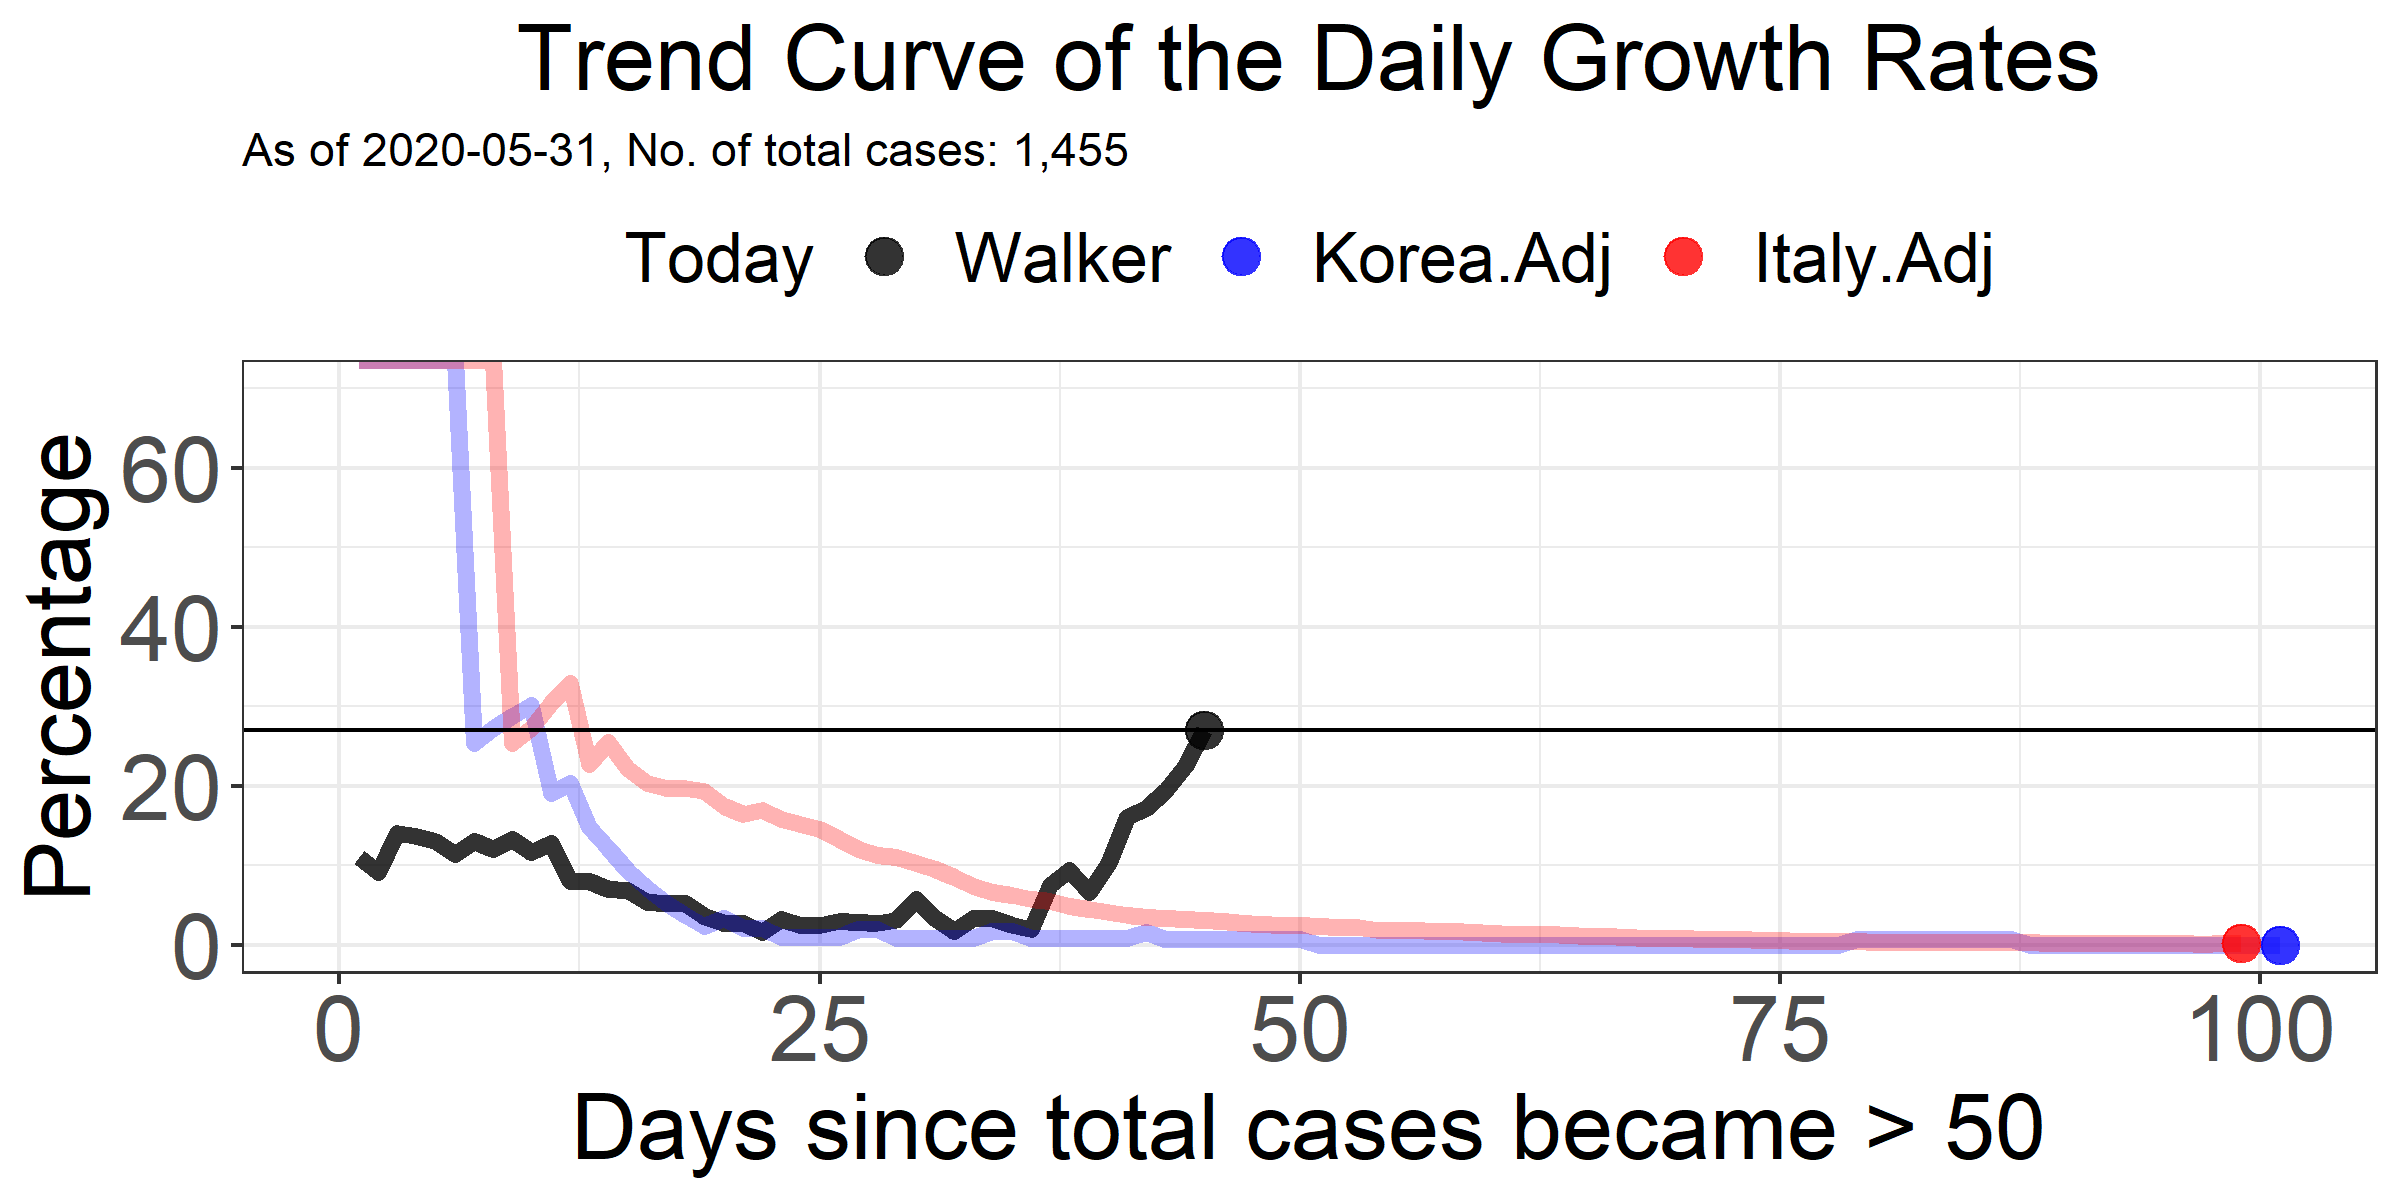 Trend Curve of the Daily Growth Rates
As of 2020-05-31, No. of total cases: 1,455
Today Walker Korea.Adj Italy.Adj
Percentage
60
40
20
0
0 25 50 75 100
Days since total cases became > 50